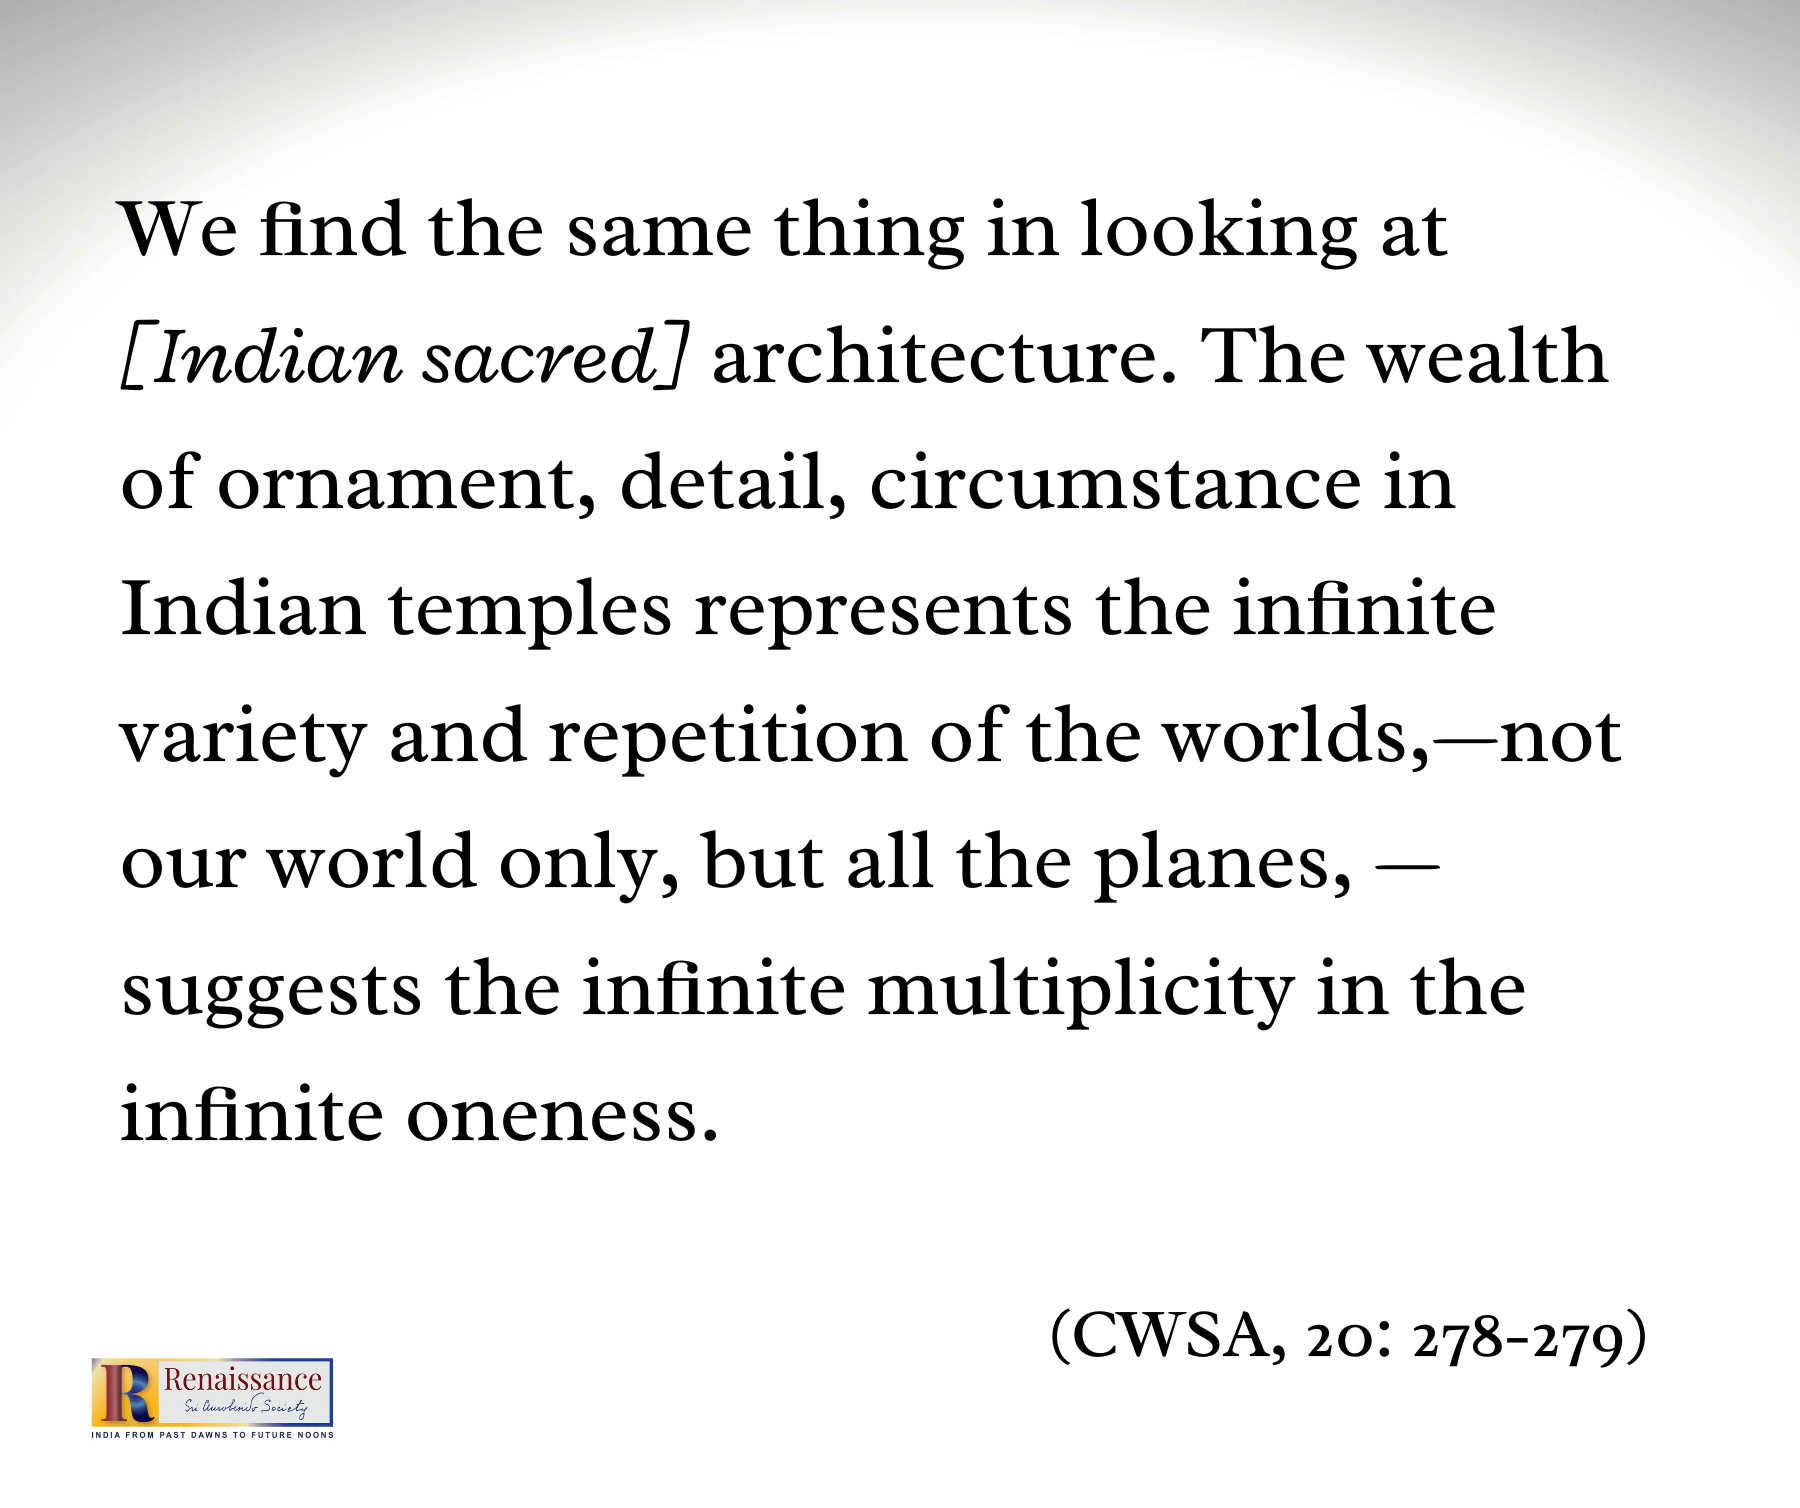 We find the same thing in looking at
[Indian sacred] architecture. The wealth
of ornament, detail, circumstance in
Indian temples represents the infinite
variety and repetition of the worlds,—not
our world only, but all the planes, —
suggests the infinite multiplicity in the
infinite oneness.
(CWSA, 20: 278-279)
R Renaissance
Sri Aurobindo Society
INDIA FROM PAST DAWNS TO FUTURE NOONS